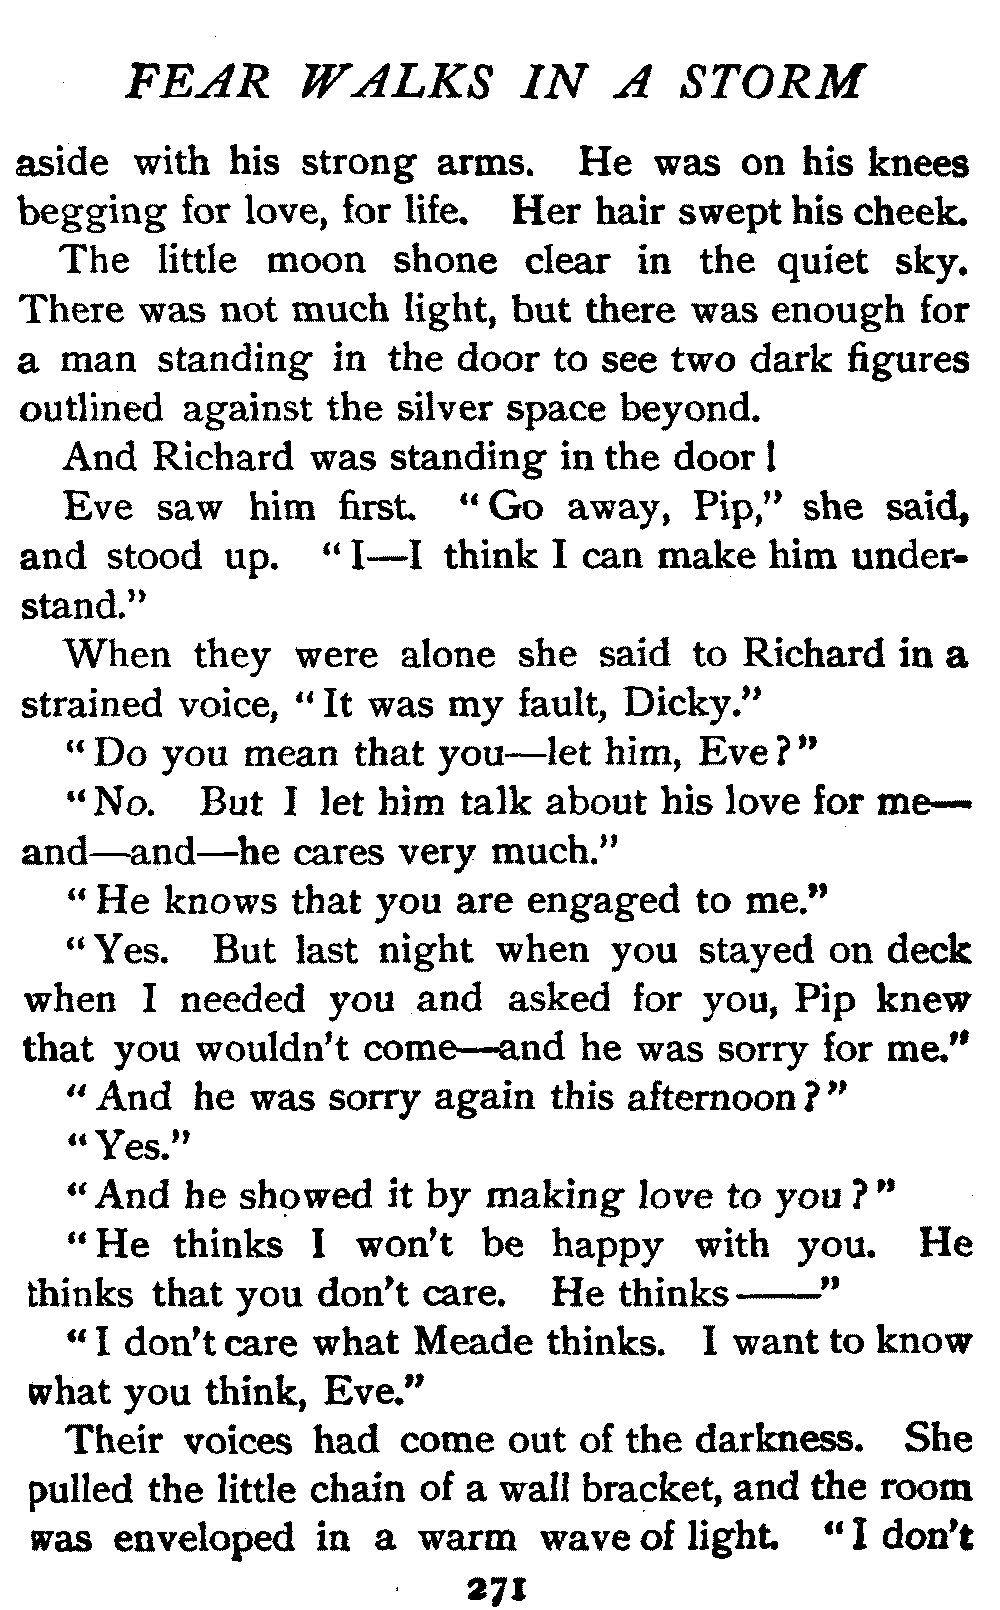 FEAR WALKS IN A STORM
aside with his strong arms. He was on his knees
begging for love, for life. Her hair swept his cheek.
The little moon shone clear in the quiet sky.
There was not much light, but there was enough for
a man standing in the door to see two dark figures
outlined against the silver space beyond.
And Richard was standing in the door!
Eve saw him first. "Go away, Pip," she said,
and stood up. "I—I think I can make him under-
stand."
When they were alone she said to Richard in a
strained voice, "It was my fault, Dicky."
"Do you mean that you—let him, Eve?"
"No. But I let him talk about his love for me—
and—and—he cares very much."
"He knows that you are engaged to me."
"Yes. But last night when you stayed on deck
when I needed you and asked for you, Pip knew
that you wouldn't come—and he was sorry for me."
"And he was sorry again this afternoon?"
"Yes."
"And he showed it by making love to you?"
"He thinks I won't be happy with you. He
thinks that you don't care. He thinks——"
"I don't care what Meade thinks. I want to know
what you think, Eve."
Their voices had come out of the darkness. She
pulled the little chain of a wall bracket, and the room
was enveloped in a warm wave of light. "I don't
271